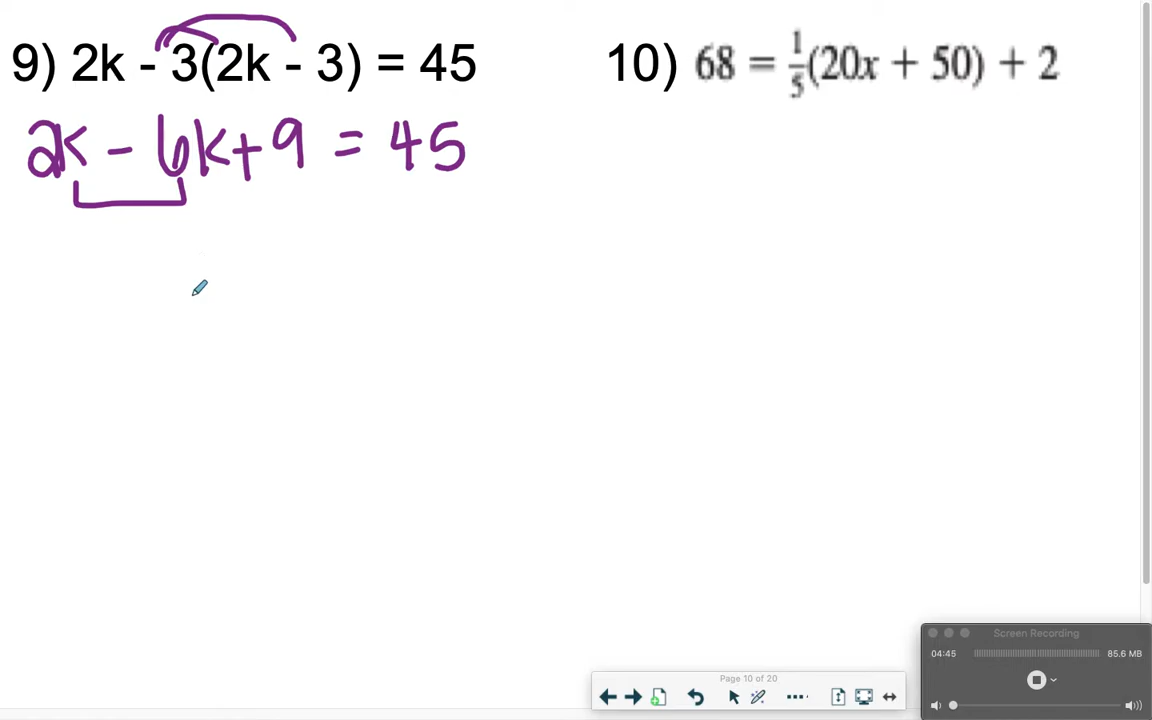 9) 2k - 3(2k - 3) = 45
2k - 6k + 9 = 45
10) 68 = 1/5(20x + 50) + 2
Screen Recording
04:45
85.6 MB
Page 10 of 20